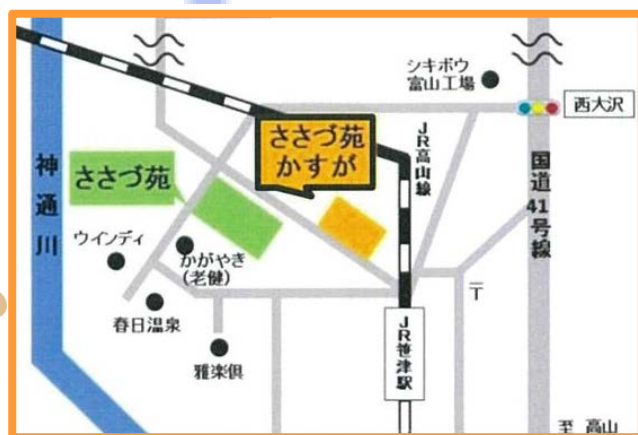 シキボウ
富山工場
西大沢
ささづ苑
かすが
JR高山線
国道41号線
神通川
ささづ苑
ウインディ
かがやき
(老健)
〒
春日温泉
JR笹津駅
雅楽倶
至 高山